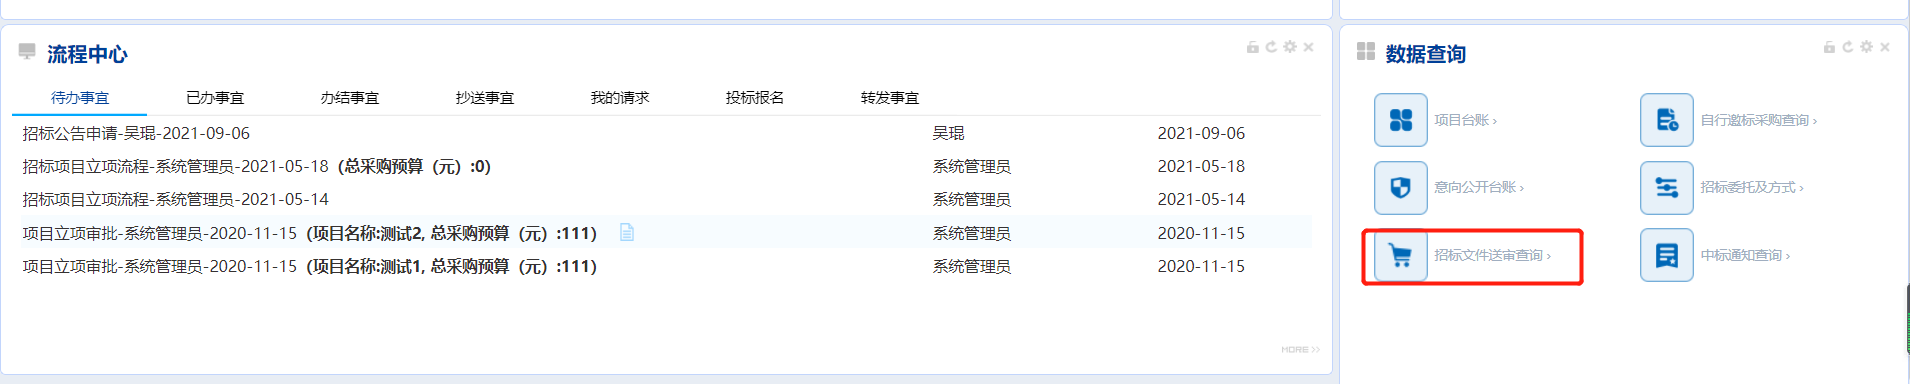 流程中心
待办事宜 已办事宜 办结事宜 抄送事宜 我的请求 投标报名 转发事宜
招标公告申请-吴琨-2021-09-06 吴琨 2021-09-06
招标项目立项流程-系统管理员-2021-05-18（总采购预算（元）:0） 系统管理员 2021-05-18
招标项目立项流程-系统管理员-2021-05-14 系统管理员 2021-05-14
项目立项审批-系统管理员-2020-11-15（项目名称:测试2, 总采购预算（元）:111） 系统管理员 2020-11-15
项目立项审批-系统管理员-2020-11-15（项目名称:测试1, 总采购预算（元）:111） 系统管理员 2020-11-15
MORE >>
数据查询
项目台账 › 自行邀标采购查询 ›
意向公开台账 › 招标委托及方式 ›
招标文件送审查询 › 中标通知查询 ›